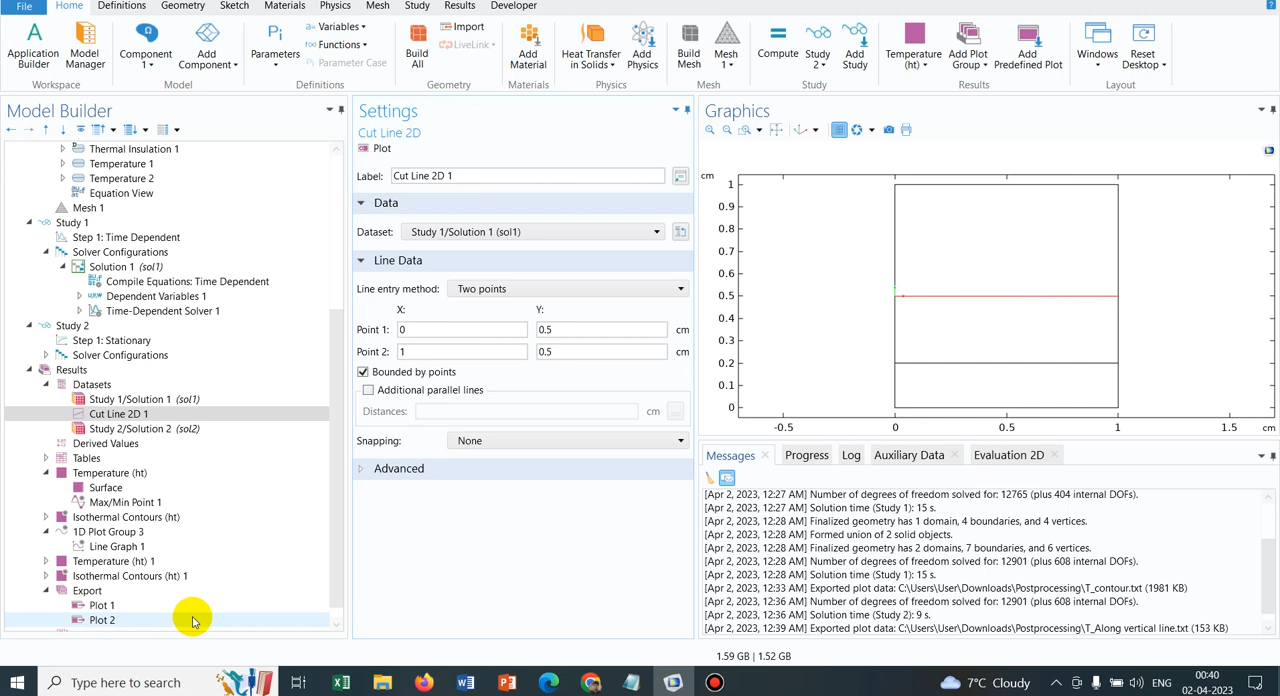 File Home Definitions Geometry Sketch Materials Physics Mesh Study Results Developer
Application Builder
Model Manager
Workspace
Component 1
Add Component
Model
Pi
Parameters
a= Variables
f(x) Functions
Pi Parameter Case
Definitions
Build All
Import
LiveLink
Geometry
Add Material
Materials
Heat Transfer in Solids
Add Physics
Physics
Build Mesh
Mesh 1
Mesh
Compute
Study 2
Add Study
Study
Temperature (ht)
Add Plot Group
Add Predefined Plot
Results
Windows
Reset Desktop
Layout
Model Builder
Thermal Insulation 1
Temperature 1
Temperature 2
Equation View
Mesh 1
Study 1
Step 1: Time Dependent
Solver Configurations
Solution 1 (sol1)
Compile Equations: Time Dependent
Dependent Variables 1
Time-Dependent Solver 1
Study 2
Step 1: Stationary
Solver Configurations
Results
Datasets
Study 1/Solution 1 (sol1)
Cut Line 2D 1
Study 2/Solution 2 (sol2)
Derived Values
Tables
Temperature (ht)
Surface
Max/Min Point 1
Isothermal Contours (ht)
1D Plot Group 3
Line Graph 1
Temperature (ht) 1
Isothermal Contours (ht) 1
Export
Plot 1
Plot 2
Settings
Cut Line 2D
Plot
Label: Cut Line 2D 1
Data
Dataset: Study 1/Solution 1 (sol1)
Line Data
Line entry method: Two points
X: Y:
Point 1: 0 0.5 cm
Point 2: 1 0.5 cm
Bounded by points
Additional parallel lines
Distances: cm
Snapping: None
Advanced
Graphics
cm
1
0.9
0.8
0.7
0.6
0.5
0.4
0.3
0.2
0.1
0
-0.5 0 0.5 1 1.5 cm
Messages Progress Log Auxiliary Data Evaluation 2D
[Apr 2, 2023, 12:27 AM] Number of degrees of freedom solved for: 12765 (plus 404 internal DOFs).
[Apr 2, 2023, 12:27 AM] Solution time (Study 1): 15 s.
[Apr 2, 2023, 12:28 AM] Finalized geometry has 1 domain, 4 boundaries, and 4 vertices.
[Apr 2, 2023, 12:28 AM] Formed union of 2 solid objects.
[Apr 2, 2023, 12:28 AM] Finalized geometry has 2 domains, 7 boundaries, and 6 vertices.
[Apr 2, 2023, 12:28 AM] Number of degrees of freedom solved for: 12901 (plus 608 internal DOFs).
[Apr 2, 2023, 12:28 AM] Solution time (Study 1): 15 s.
[Apr 2, 2023, 12:33 AM] Exported plot data: C:\Users\User\Downloads\Postprocessing\T_contour.txt (1981 KB)
[Apr 2, 2023, 12:36 AM] Number of degrees of freedom solved for: 12901 (plus 608 internal DOFs).
[Apr 2, 2023, 12:36 AM] Solution time (Study 2): 9 s.
[Apr 2, 2023, 12:39 AM] Exported plot data: C:\Users\User\Downloads\Postprocessing\T_Along vertical line.txt (153 KB)
1.59 GB | 1.52 GB
Type here to search
7°C Cloudy
ENG
00:40
02-04-2023